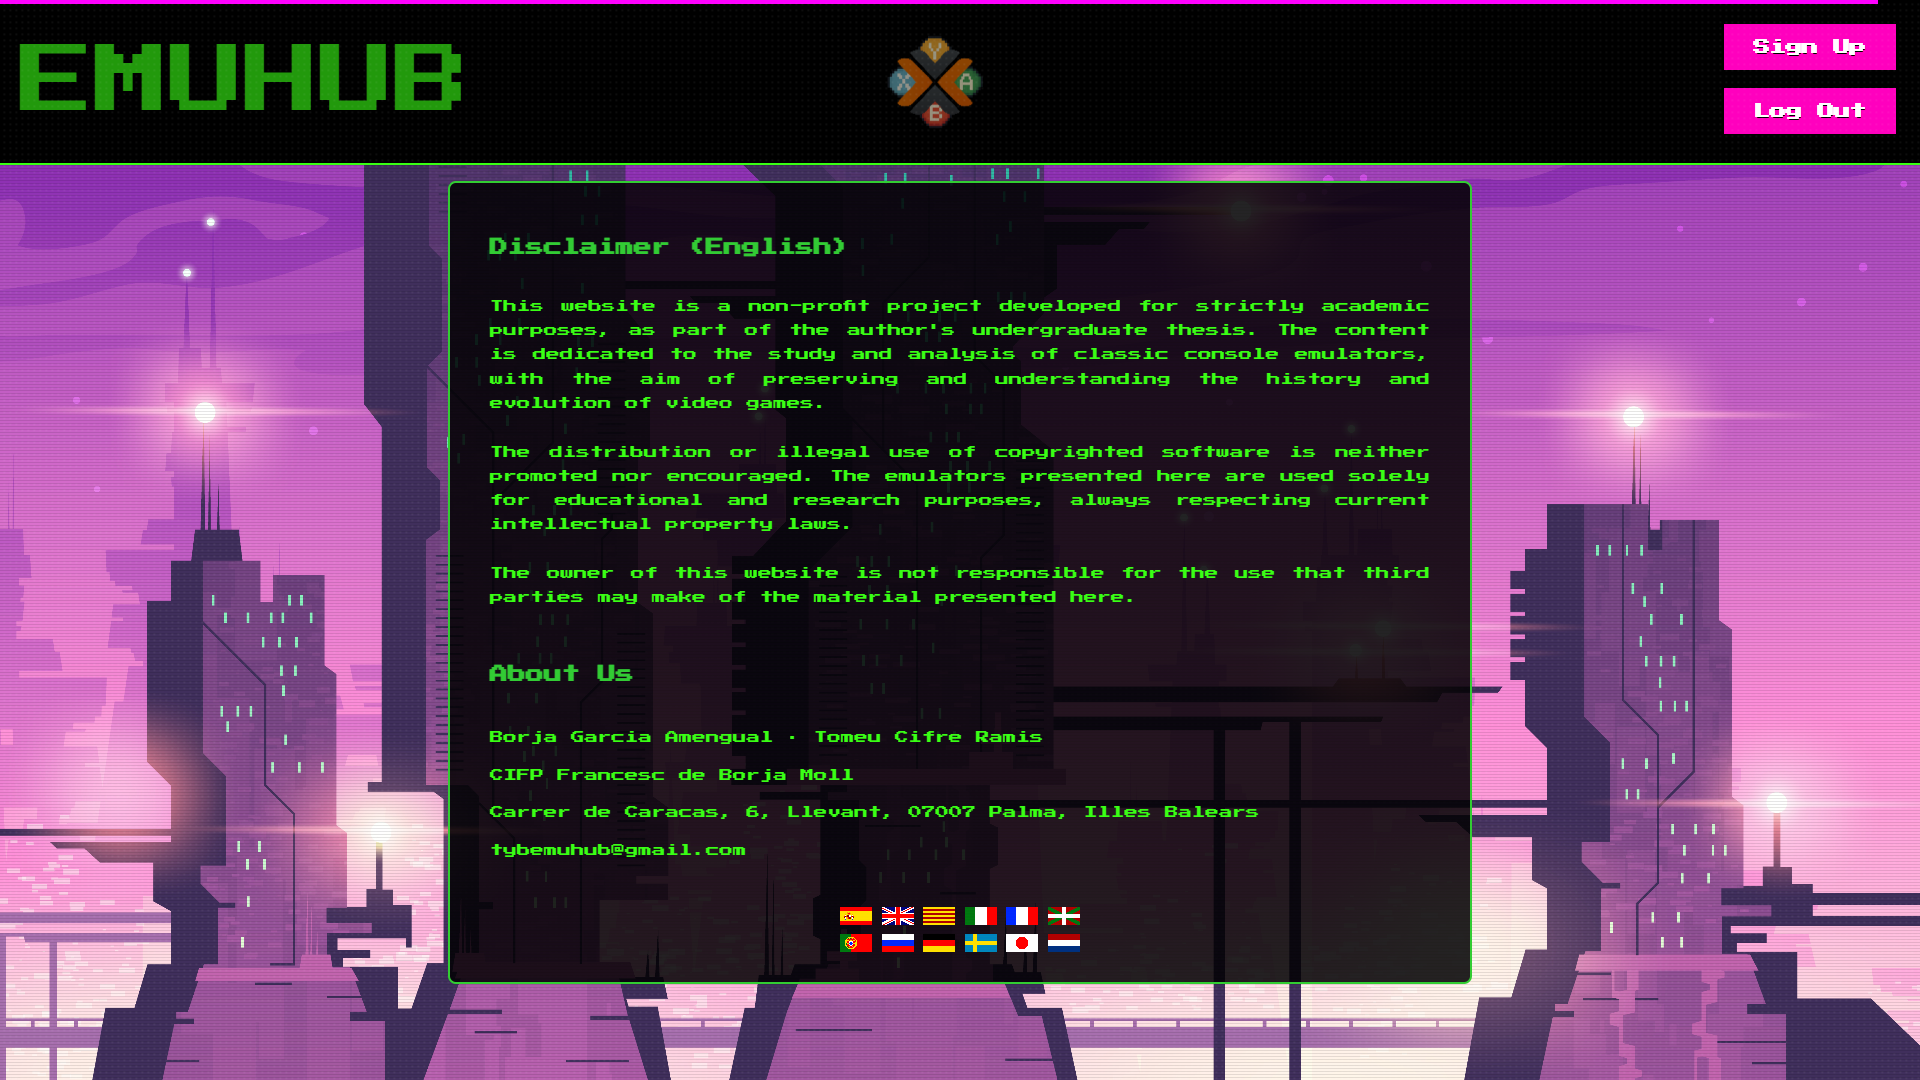 EMUHUB
Y
X
A
B
Sign Up
Log Out
Disclaimer (English)
This website is a non-profit project developed for strictly academic
purposes, as part of the author's undergraduate thesis. The content
is dedicated to the study and analysis of classic console emulators,
with the aim of preserving and understanding the history and
evolution of video games.
The distribution or illegal use of copyrighted software is neither
promoted nor encouraged. The emulators presented here are used solely
for educational and research purposes, always respecting current
intellectual property laws.
The owner of this website is not responsible for the use that third
parties may make of the material presented here.
About Us
Borja Garcia Amengual · Tomeu Cifre Ramis
CIFP Francesc de Borja Moll
Carrer de Caracas, 6, Llevant, 07007 Palma, Illes Balears
tybemuhub@gmail.com